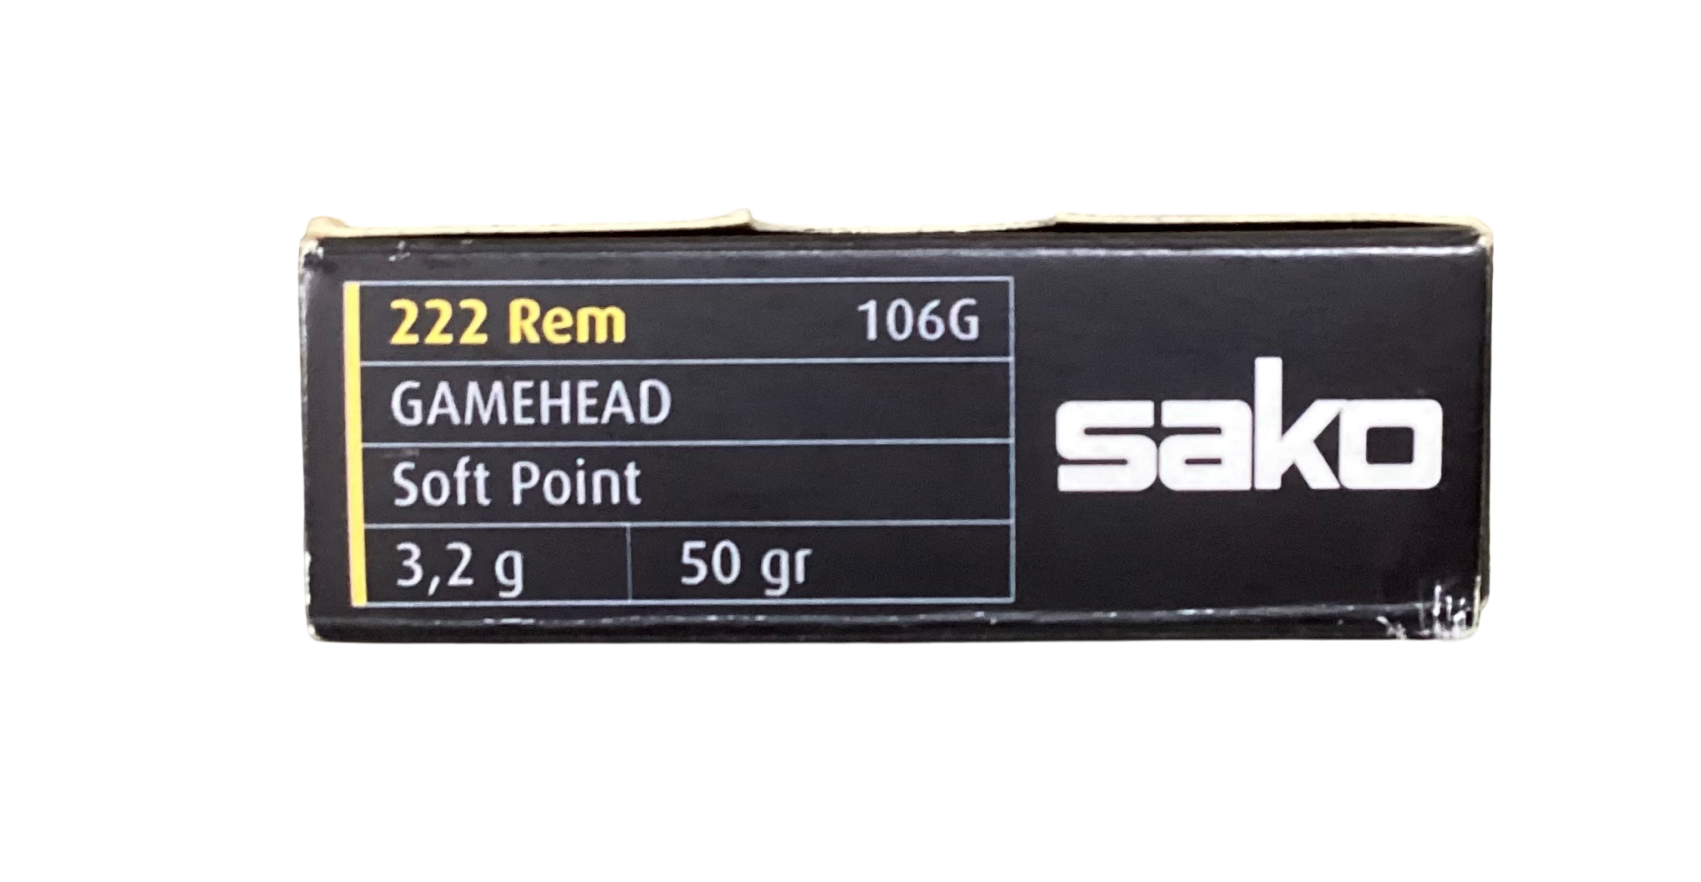 222 Rem 106G
GAMEHEAD
Soft Point
3,2 g 50 gr
sako